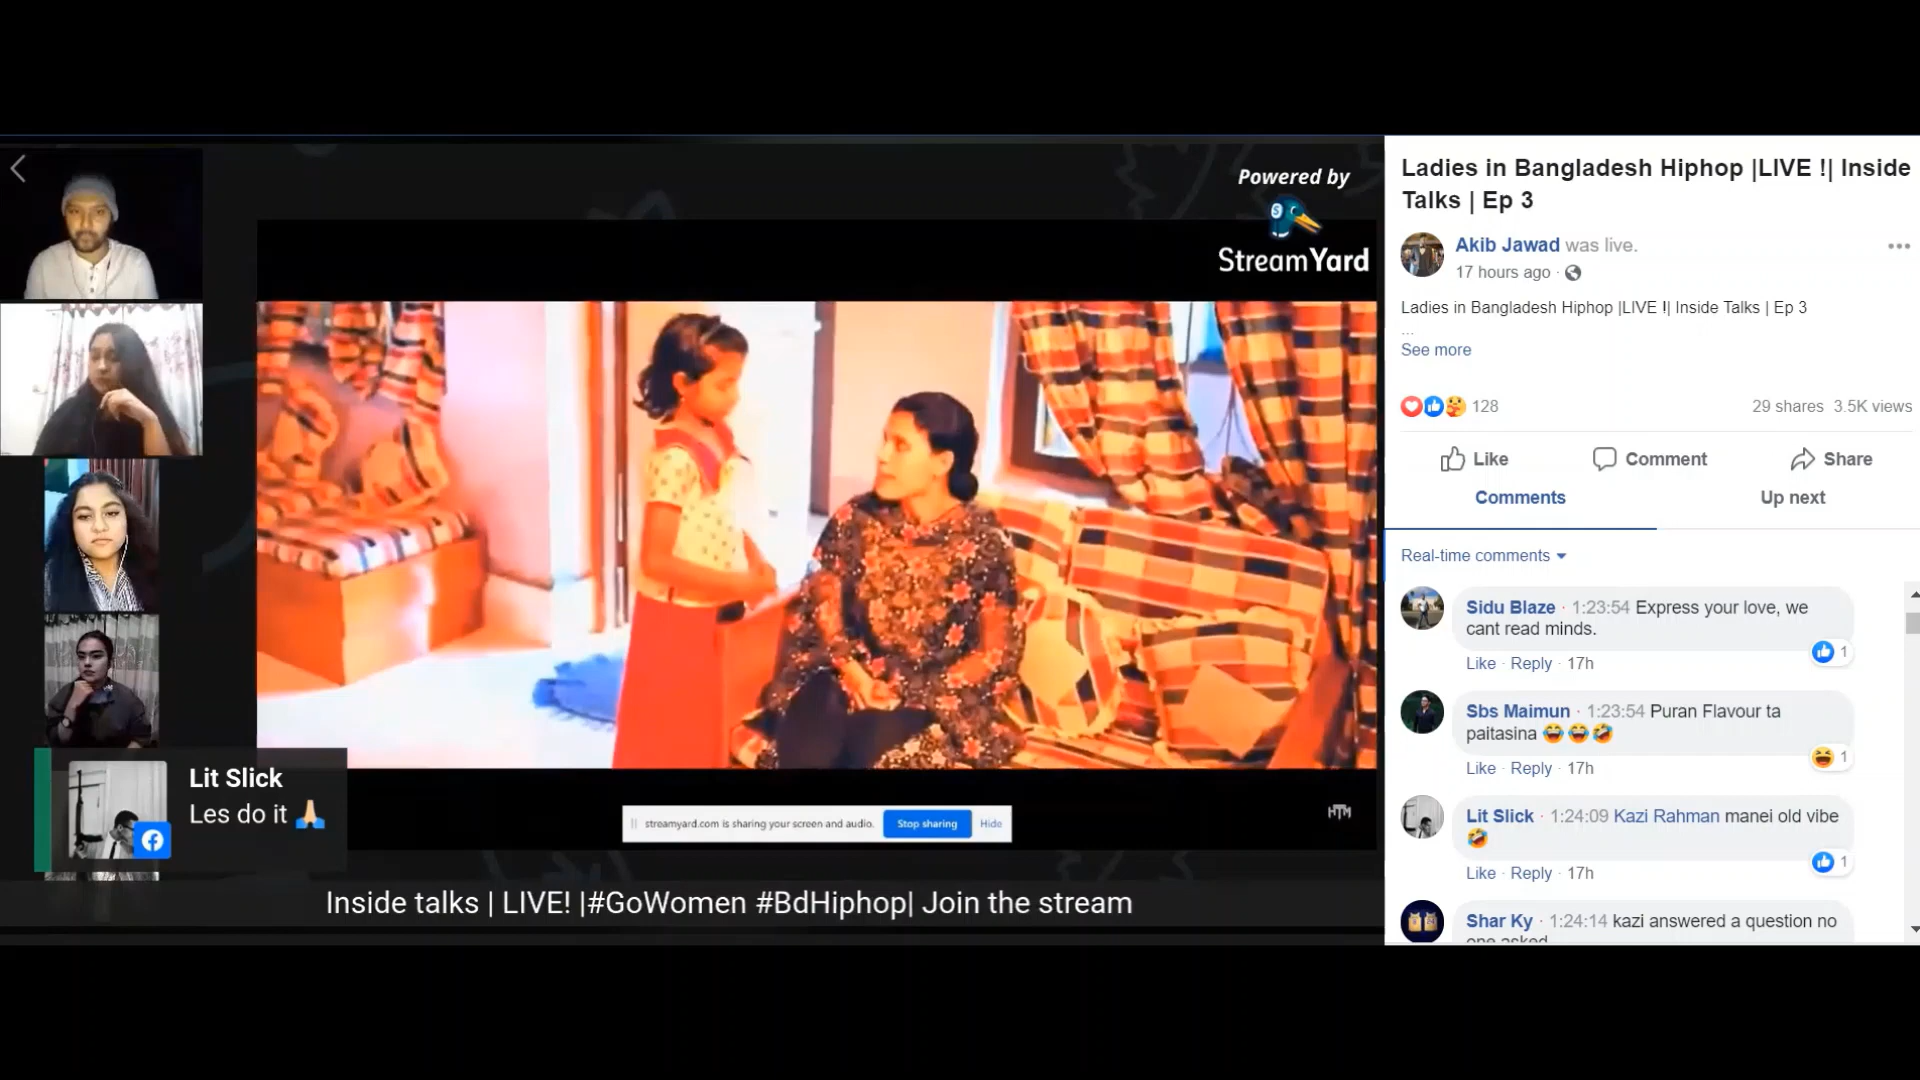 Powered by
StreamYard
Lit Slick
Les do it 🙏
streamyard.com is sharing your screen and audio.
Stop sharing
Hide
HTM
Inside talks | LIVE! |#GoWomen #BdHiphop| Join the stream
Ladies in Bangladesh Hiphop |LIVE !| Inside
Talks | Ep 3
Akib Jawad was live.
17 hours ago ·
Ladies in Bangladesh Hiphop |LIVE !| Inside Talks | Ep 3
...
See more
128
29 shares 3.5K views
Like
Comment
Share
Comments
Up next
Real-time comments
Sidu Blaze · 1:23:54 Express your love, we
cant read minds.
1
Like · Reply · 17h
Sbs Maimun · 1:23:54 Puran Flavour ta
paitasina 😂😂🤣
1
Like · Reply · 17h
Lit Slick · 1:24:09 Kazi Rahman manei old vibe
🤣
1
Like · Reply · 17h
Shar Ky · 1:24:14 kazi answered a question no
one asked